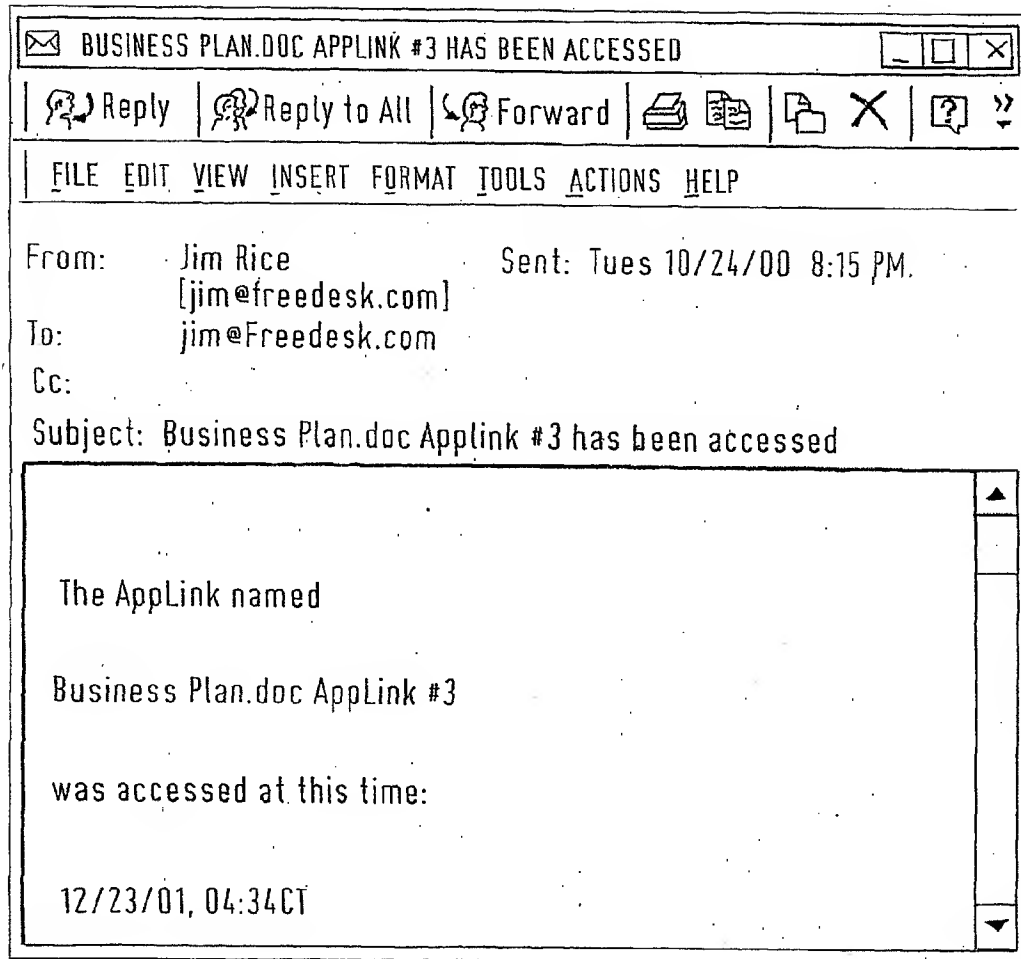 BUSINESS PLAN.DOC APPLINK #3 HAS BEEN ACCESSED
Reply Reply to All Forward
FILE EDIT VIEW INSERT FORMAT TOOLS ACTIONS HELP
From: Jim Rice Sent: Tues 10/24/00 8:15 PM.
[jim@freedesk.com]
To: jim@Freedesk.com
Cc:
Subject: Business Plan.doc Applink #3 has been accessed
The AppLink named
Business Plan.doc AppLink #3
was accessed at this time:
12/23/01, 04:34CT